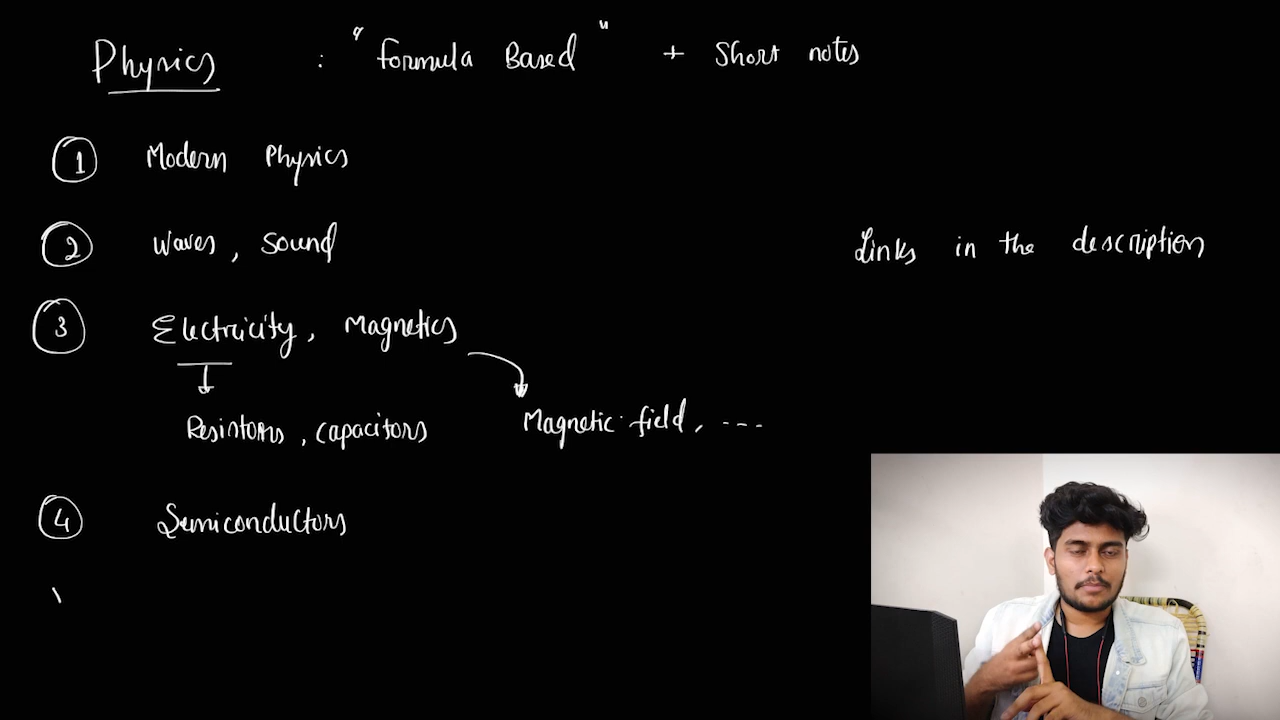 Physics : "Formula Based" + Short notes
1 Modern Physics
2 Waves, Sound
Links in the description
3 Electricity, Magnetics
Resistors, Capacitors
Magnetic field, ----
4 Semiconductors